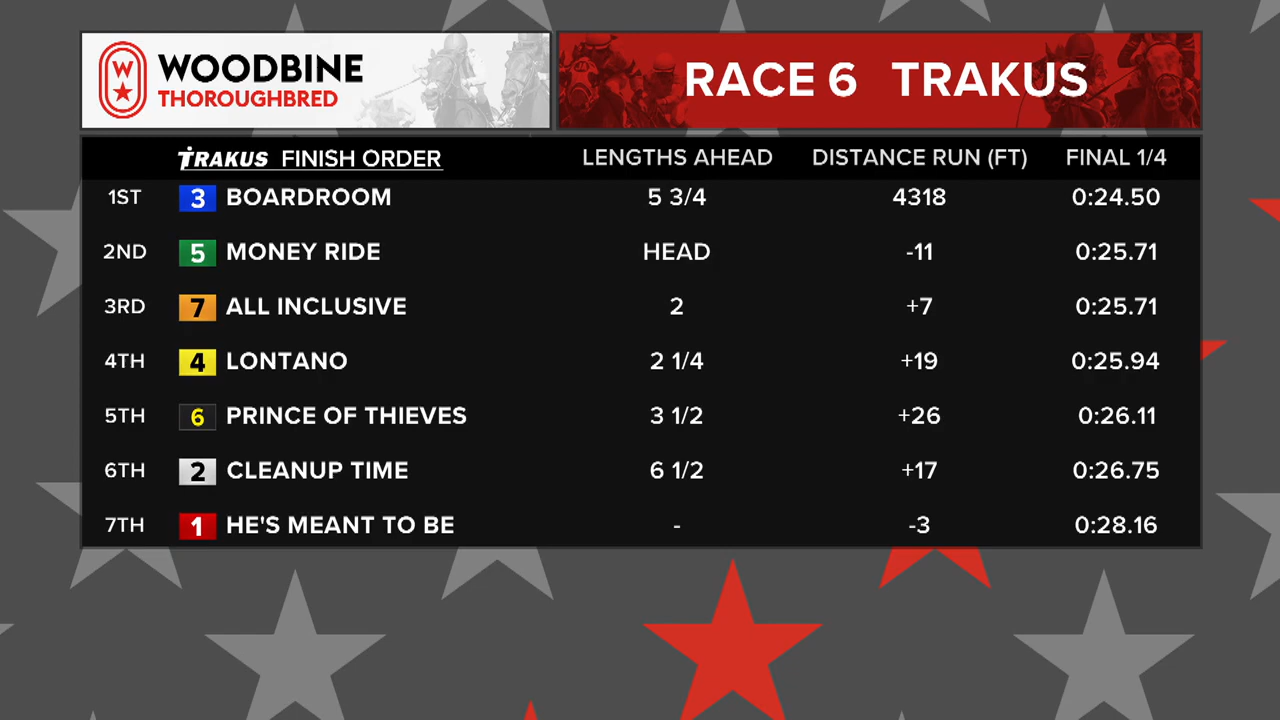 W
WOODBINE
THOROUGHBRED
RACE 6 TRAKUS
TRAKUS FINISH ORDER LENGTHS AHEAD DISTANCE RUN (FT) FINAL 1/4
1ST 3 BOARDROOM 5 3/4 4318 0:24.50
2ND 5 MONEY RIDE HEAD -11 0:25.71
3RD 7 ALL INCLUSIVE 2 +7 0:25.71
4TH 4 LONTANO 2 1/4 +19 0:25.94
5TH 6 PRINCE OF THIEVES 3 1/2 +26 0:26.11
6TH 2 CLEANUP TIME 6 1/2 +17 0:26.75
7TH 1 HE'S MEANT TO BE - -3 0:28.16